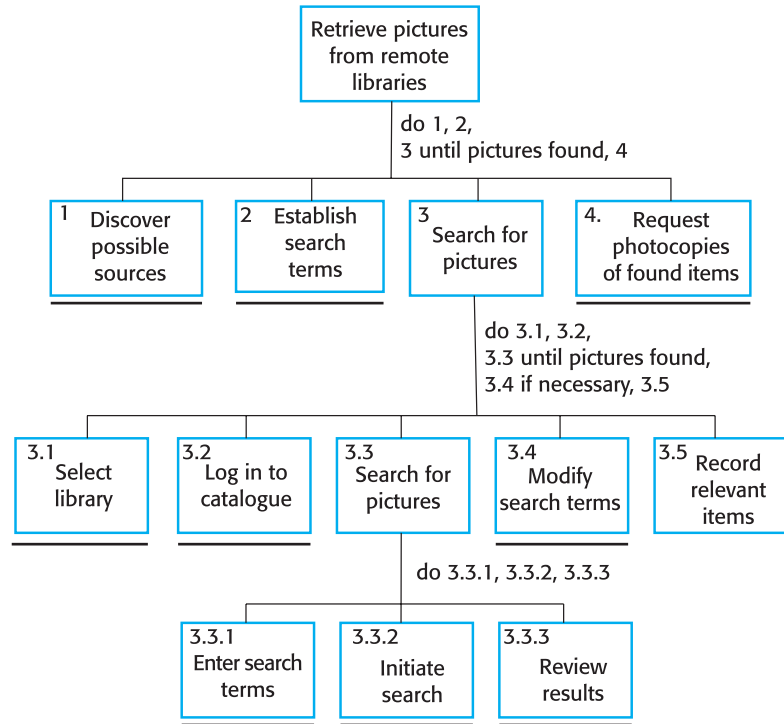 Retrieve pictures
from remote
libraries
do 1, 2,
3 until pictures found, 4
1 Discover
possible
sources
2 Establish
search
terms
3
Search for
pictures
4. Request
photocopies
of found items
do 3.1, 3.2,
3.3 until pictures found,
3.4 if necessary, 3.5
3.1
Select
library
3.2
Log in to
catalogue
3.3
Search for
pictures
3.4
Modify
search terms
3.5 Record
relevant
items
do 3.3.1, 3.3.2, 3.3.3
3.3.1
Enter search
terms
3.3.2
Initiate
search
3.3.3
Review
results